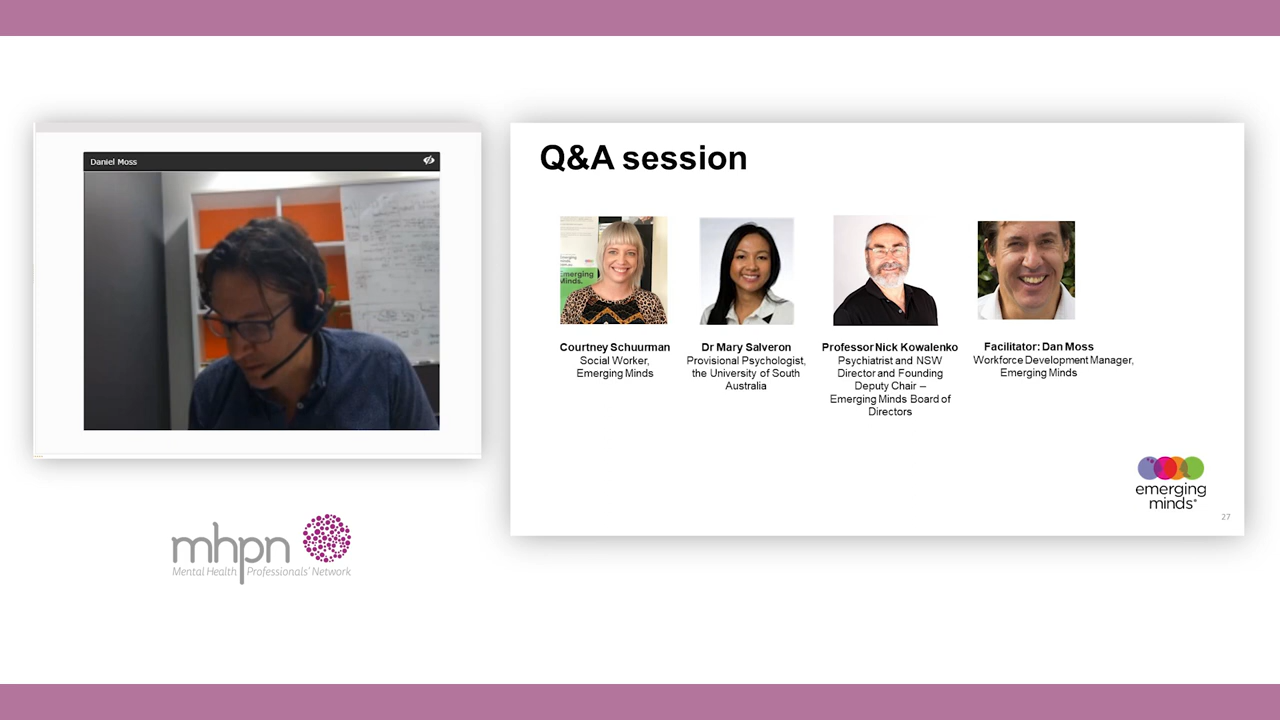 Daniel Moss
mhpn
Mental Health Professionals' Network
Q&A session
Emerging
Minds.
Courtney Schuurman
Social Worker,
Emerging Minds
Dr Mary Salveron
Provisional Psychologist,
the University of South
Australia
Professor Nick Kowalenko
Psychiatrist and NSW
Director and Founding
Deputy Chair –
Emerging Minds Board of
Directors
Facilitator: Dan Moss
Workforce Development Manager,
Emerging Minds
emerging
minds
27